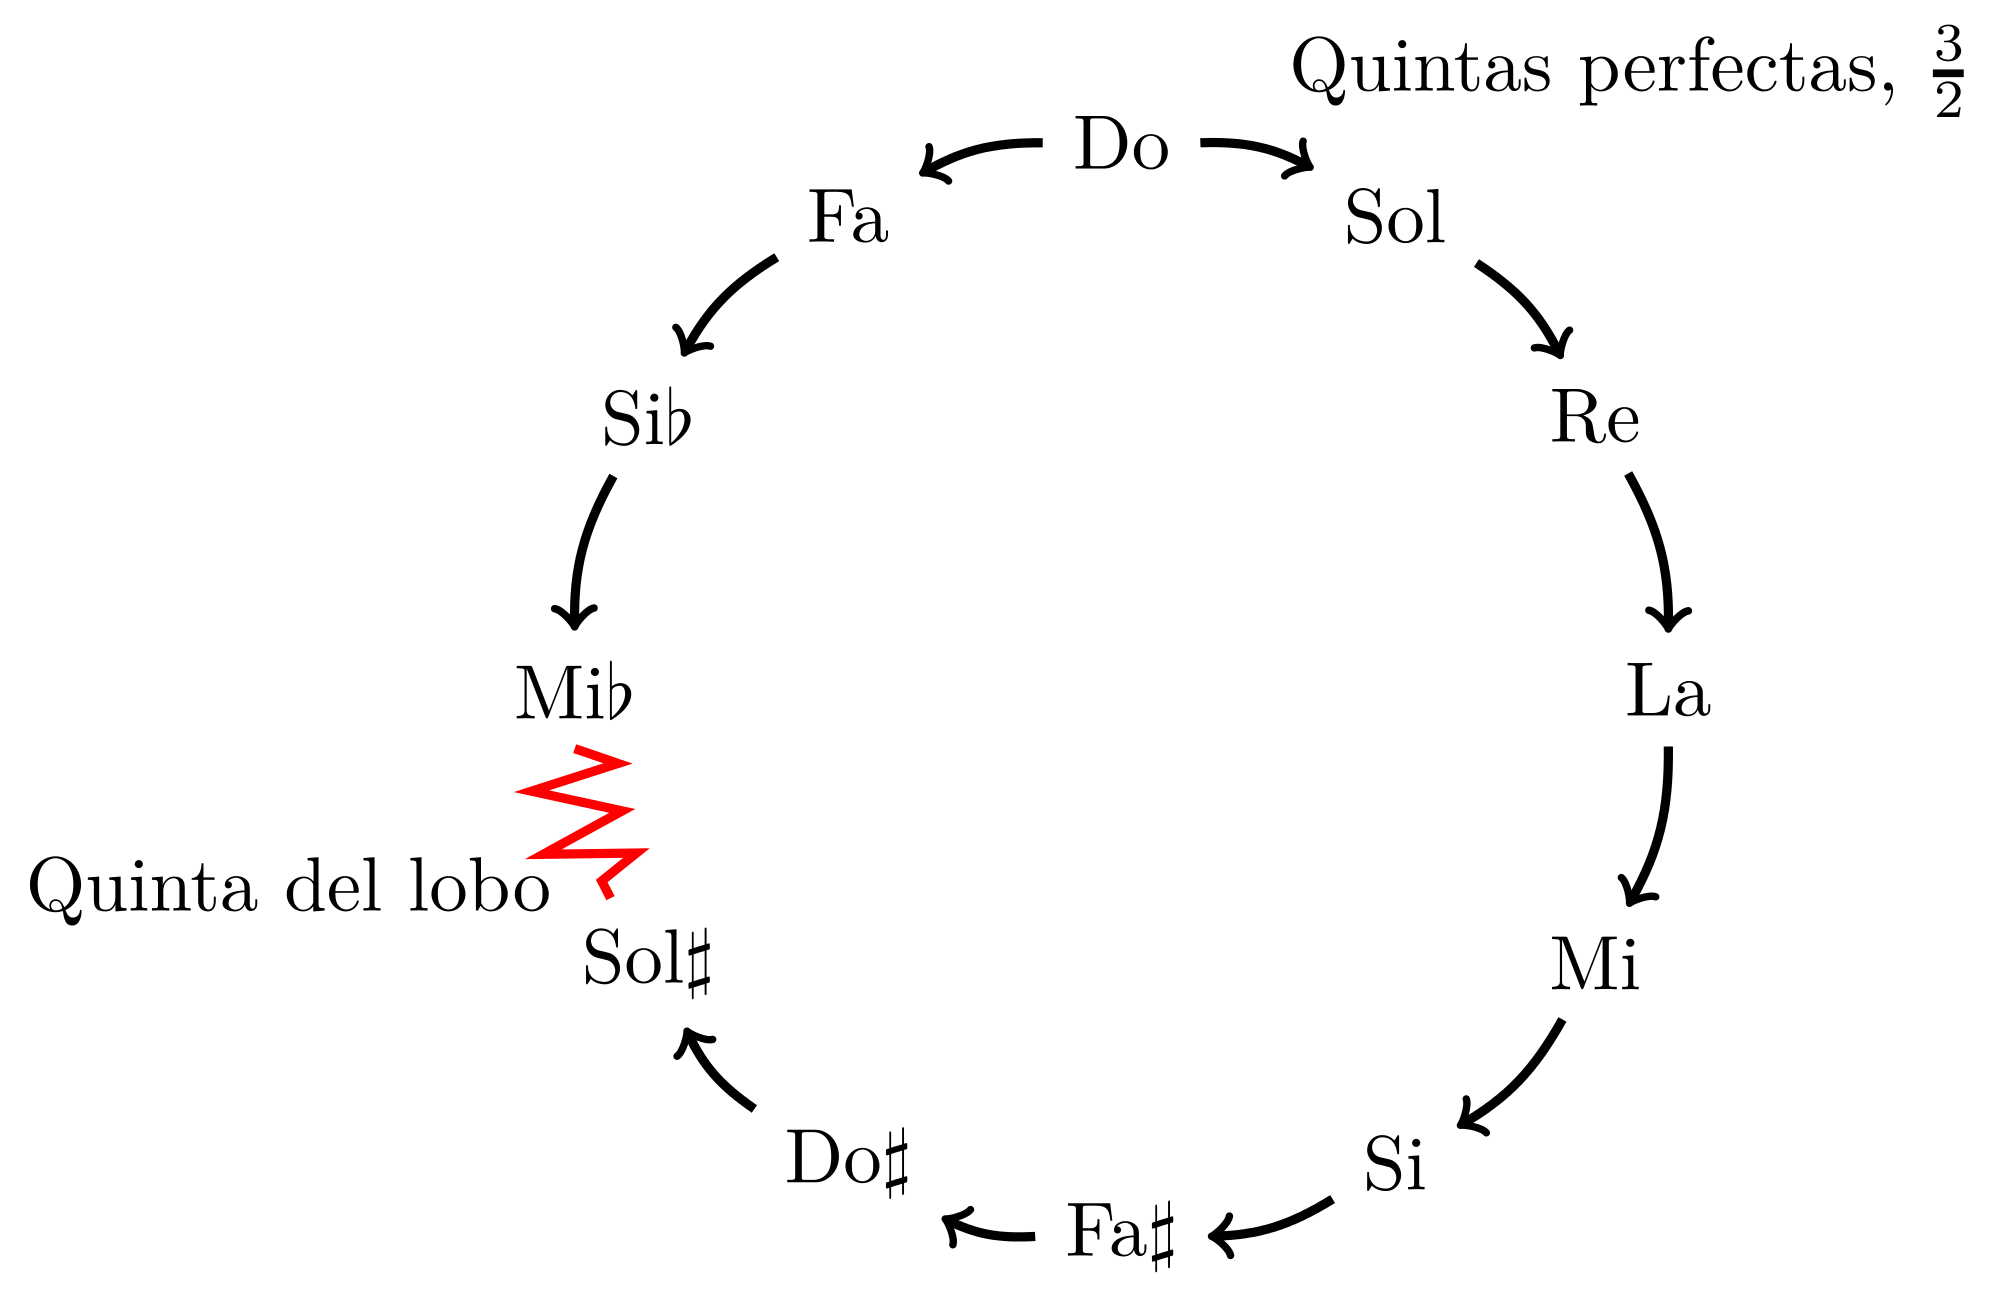 Quintas perfectas, 3/2
Do
Fa
Sol
Si♭
Re
Mi♭
La
Quinta del lobo
Sol♯
Mi
Do♯
Si
Fa♯